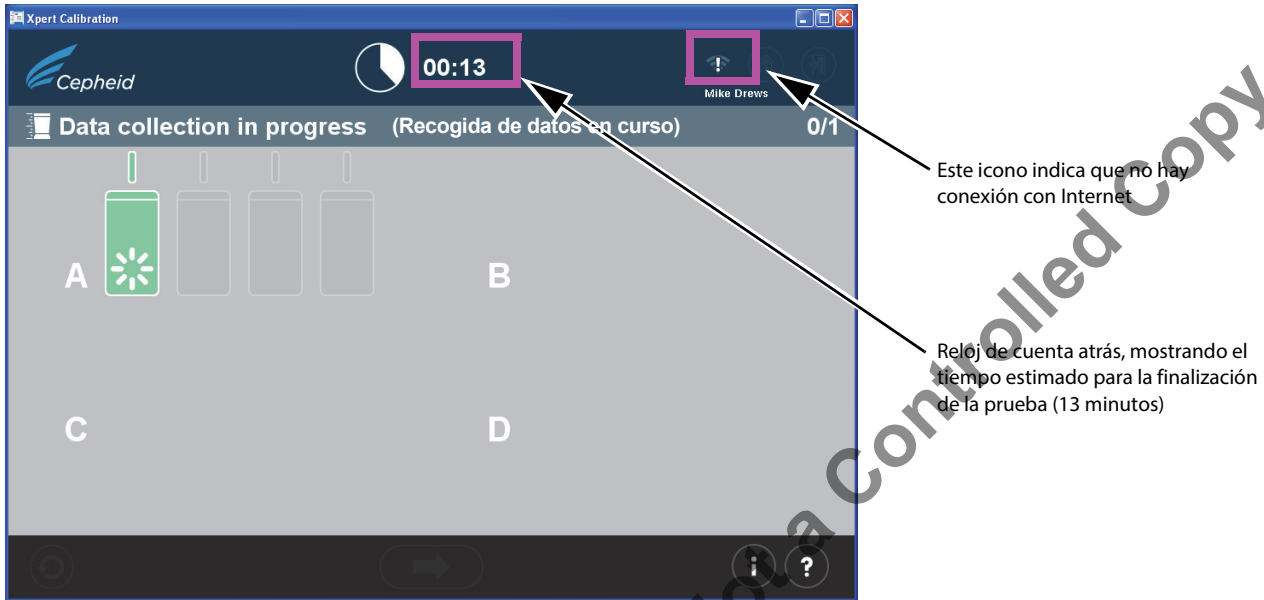 Xpert Calibration
Cepheid
00:13
Mike Drews
Data collection in progress (Recogida de datos en curso) 0/1
A
B
C
D
i ?
Este icono indica que no hay
conexión con Internet
Reloj de cuenta atrás, mostrando el
tiempo estimado para la finalización
de la prueba (13 minutos)
ot a Controlled Copy